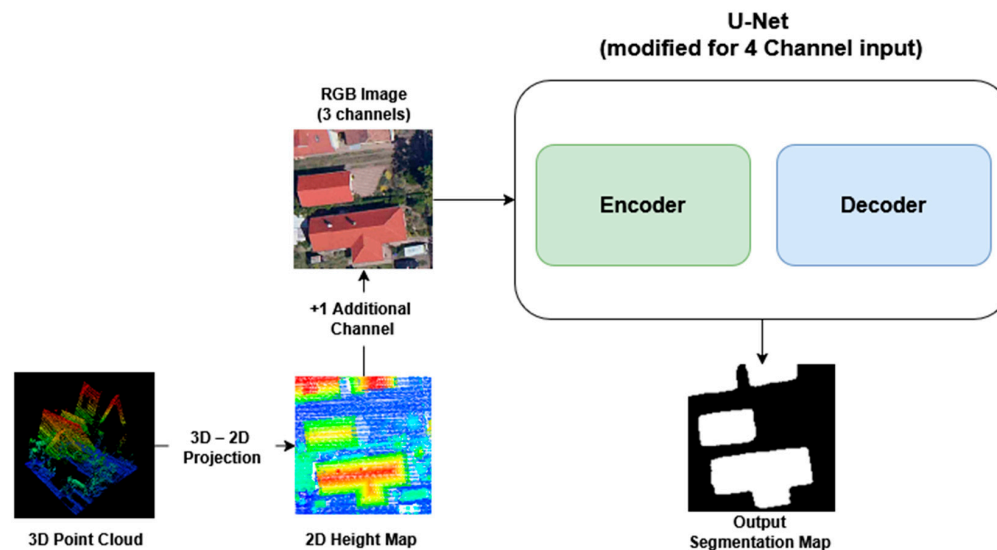 U-Net
(modified for 4 Channel input)
RGB Image
(3 channels)
Encoder
Decoder
+1 Additional
Channel
3D – 2D
Projection
3D Point Cloud
2D Height Map
Output
Segmentation Map